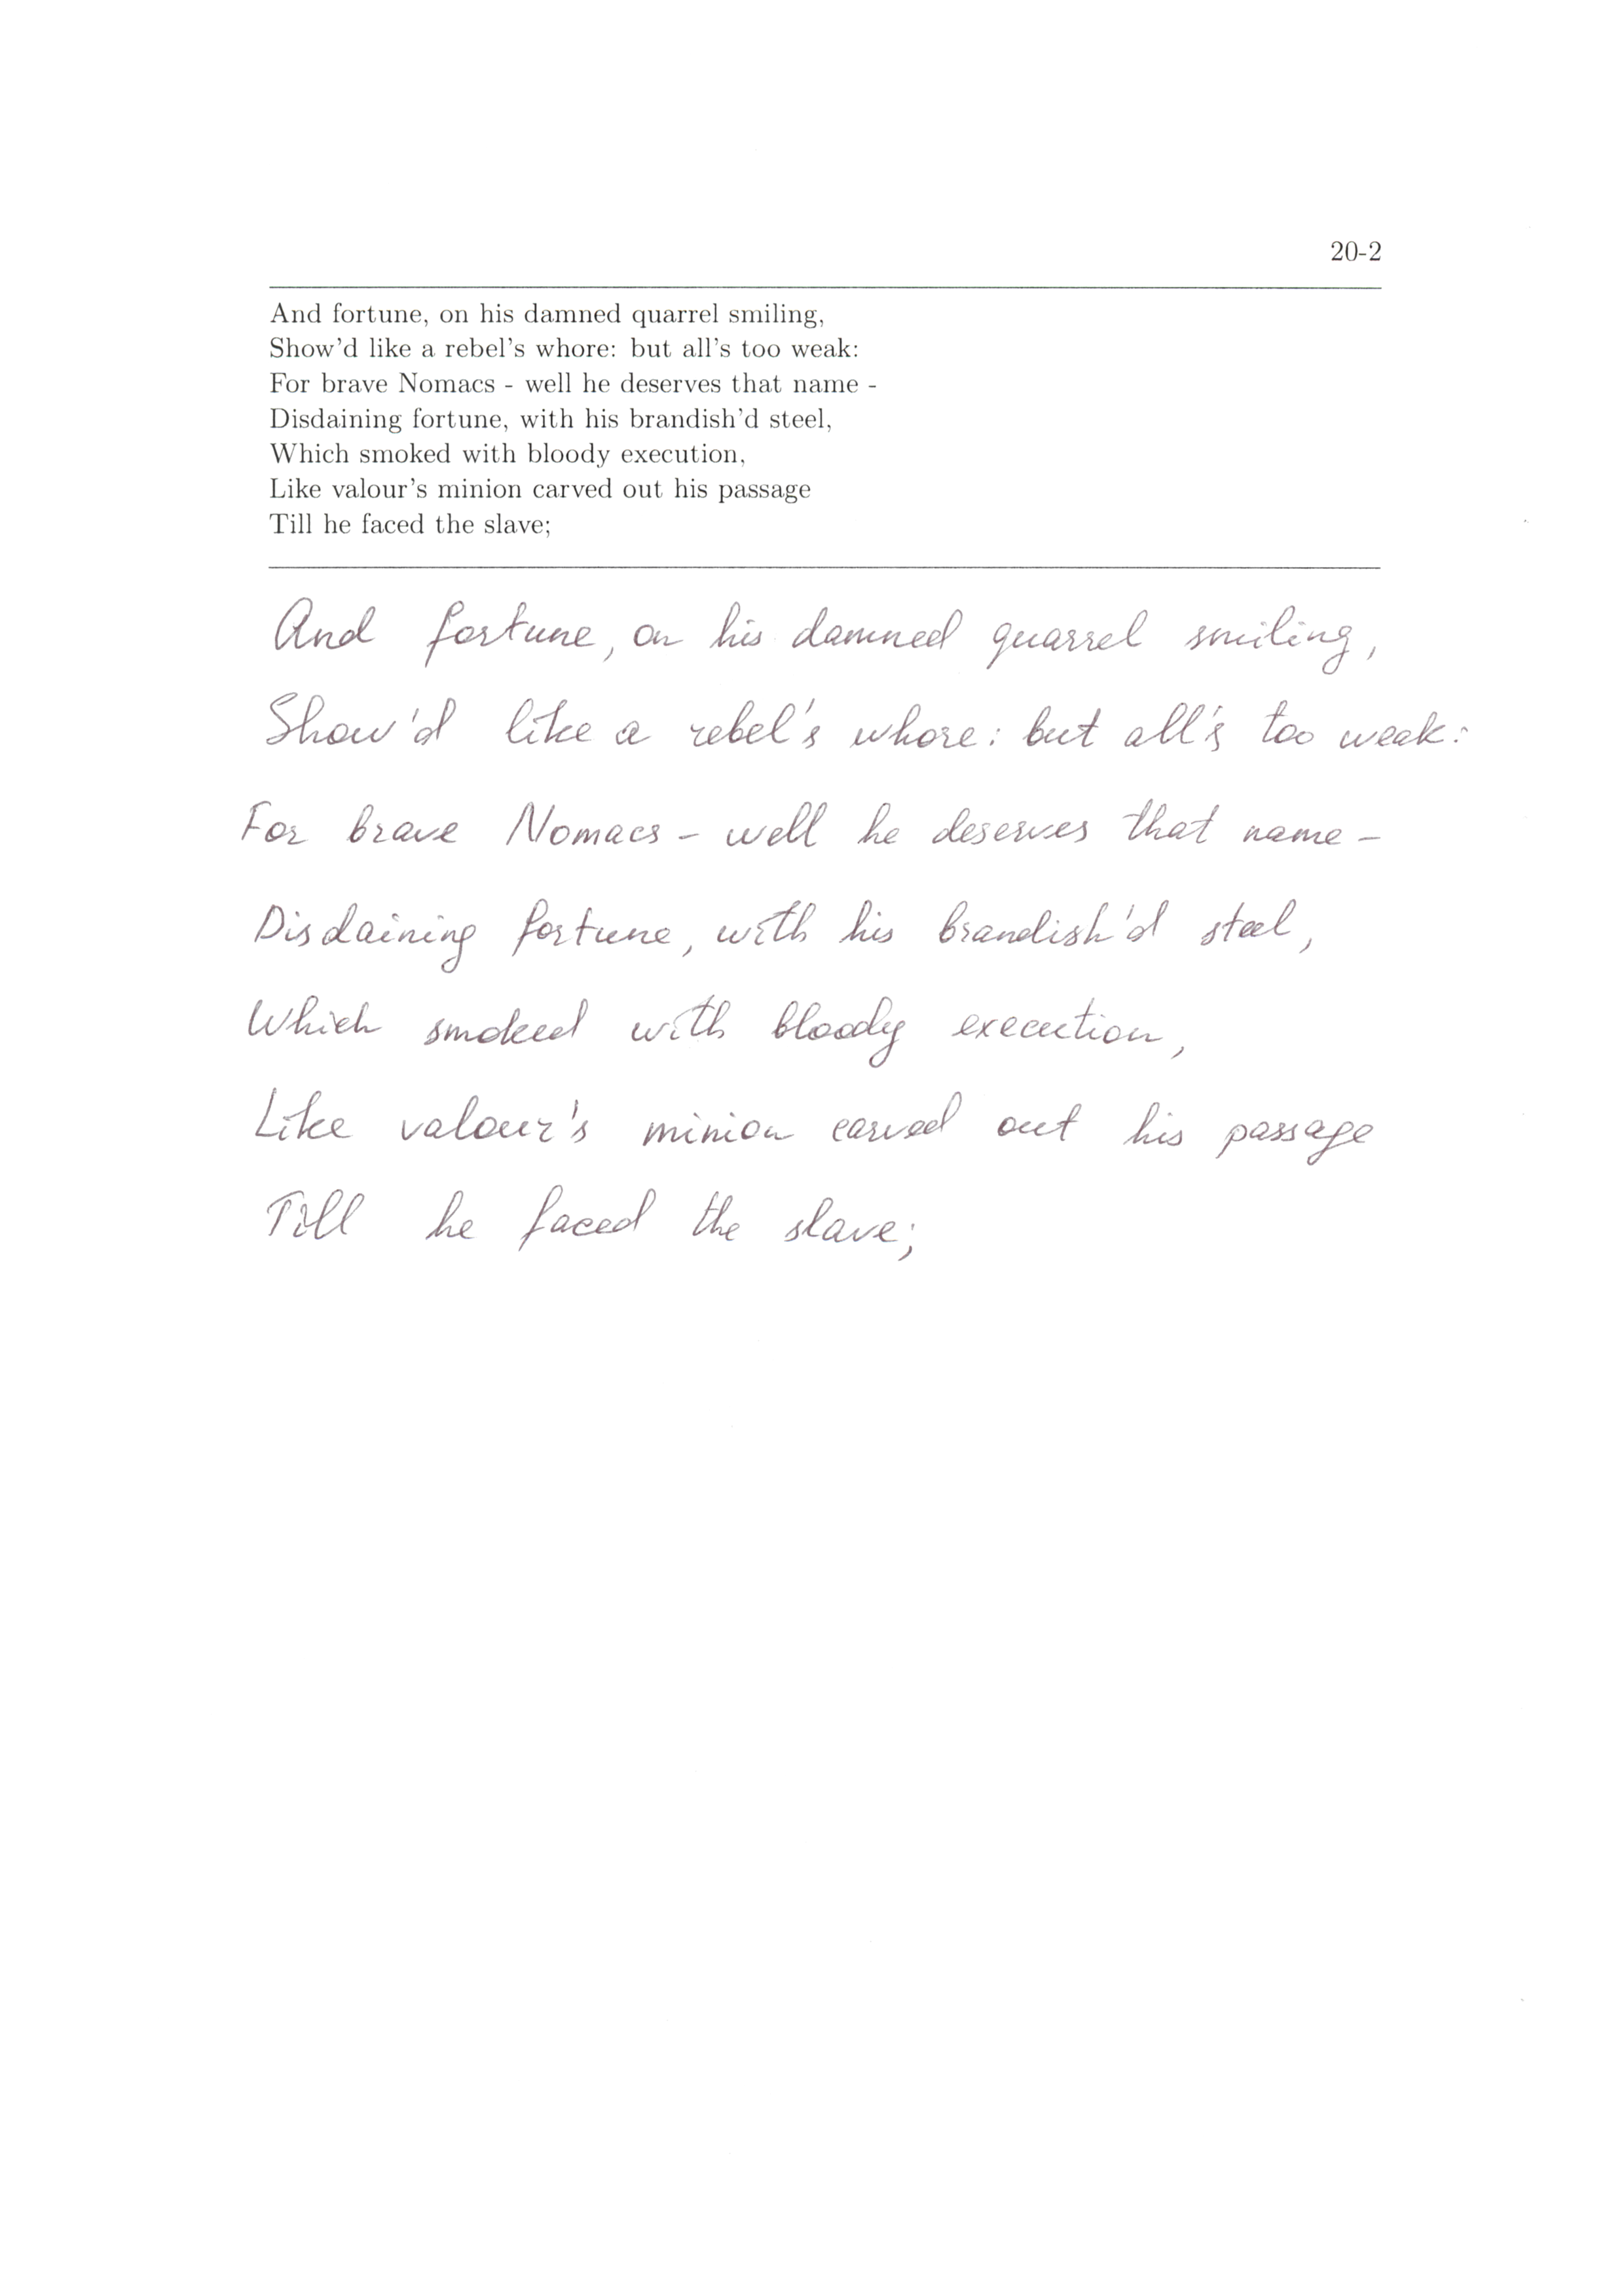 20-2
And fortune, on his damned quarrel smiling,
Show'd like a rebel's whore: but all's too weak:
For brave Nomacs - well he deserves that name -
Disdaining fortune, with his brandish'd steel,
Which smoked with bloody execution,
Like valour's minion carved out his passage
Till he faced the slave;
And fortune, on his damned quarrel smiling,
Show'd like a rebel's whore: but all's too weak:
For brave Nomacs - well he deserves that name -
Disdaining fortune, with his brandish'd steel,
Which smoked with bloody execution,
Like valour's minion carved out his passage
Till he faced the slave;